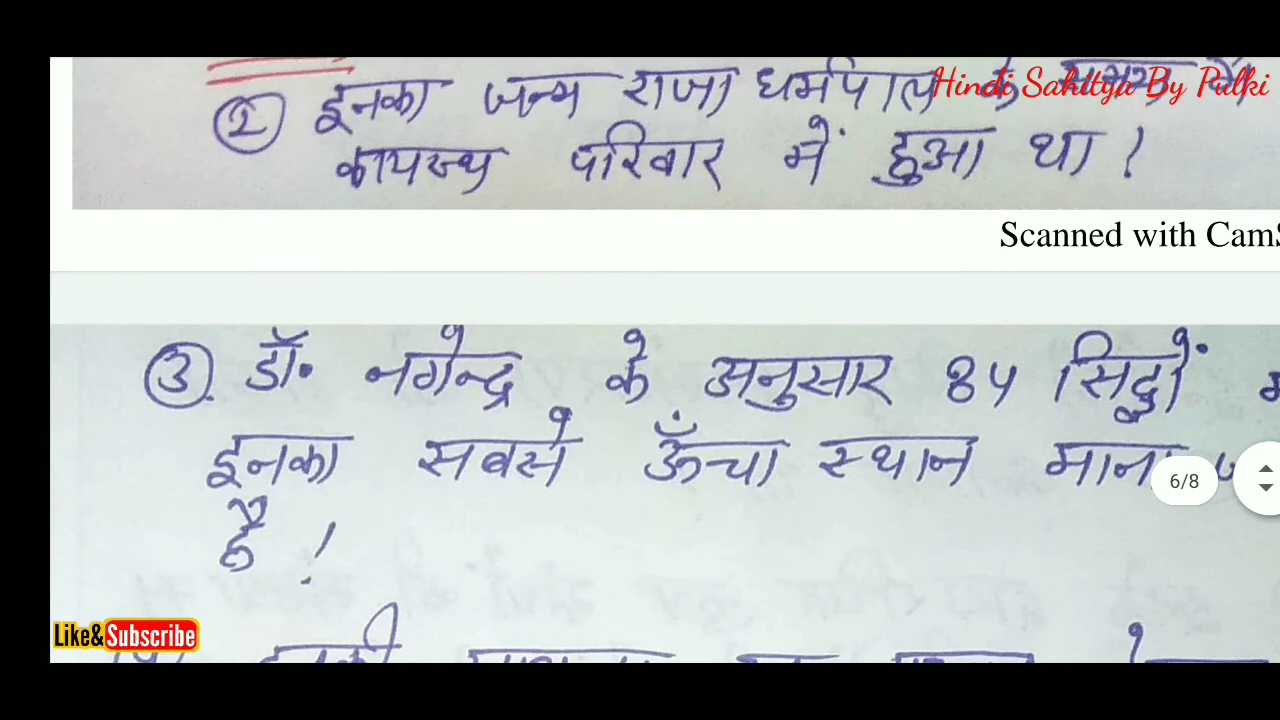 Hindi Sahitya By Pulki
② इनका जन्म राजा धर्मपाल के
कायस्थ परिवार में हुआ था।
Scanned with CamS
③ डॉ. नगेन्द्र के अनुसार 84 सिद्धों
इनका सबसे ऊँचा स्थान माना
है।
6/8
Like&Subscribe